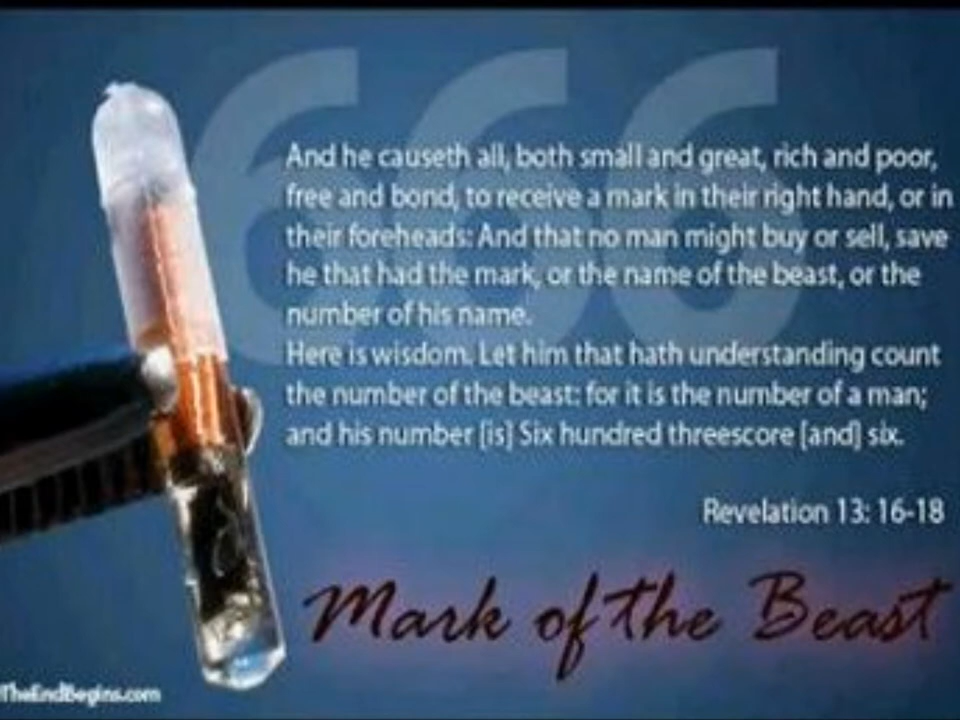 666
And he causeth all, both small and great, rich and poor,
free and bond, to receive a mark in their right hand, or in
their foreheads: And that no man might buy or sell, save
he that had the mark, or the name of the beast, or the
number of his name.
Here is wisdom. Let him that hath understanding count
the number of the beast: for it is the number of a man;
and his number [is] Six hundred threescore [and] six.
Revelation 13: 16-18
Mark of the Beast
TheEndBegins.com